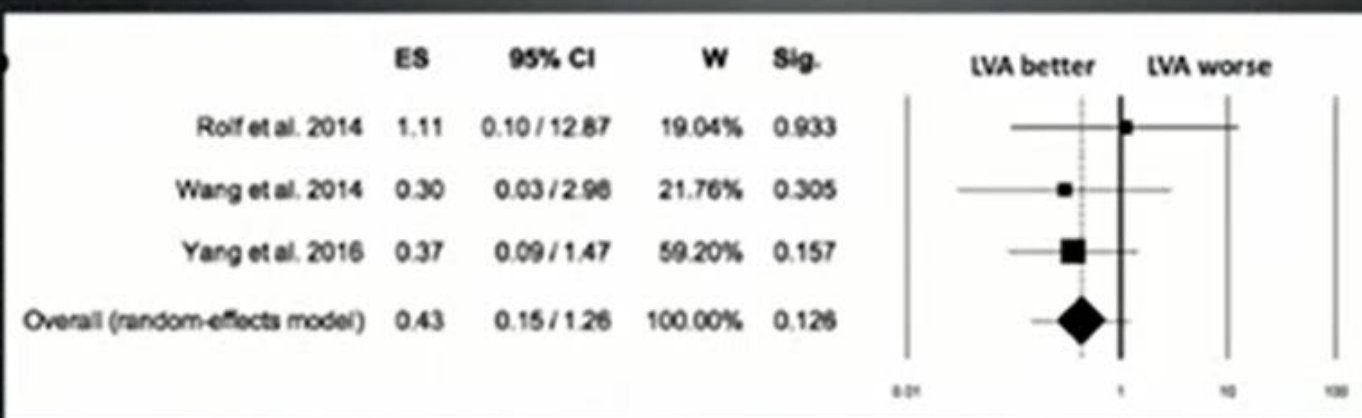 ES 95% CI W Sig. LVA better LVA worse
Rolf et al. 2014 1.11 0.10 / 12.87 19.04% 0.933
Wang et al. 2014 0.30 0.03 / 2.98 21.76% 0.305
Yang et al. 2016 0.37 0.09 / 1.47 59.20% 0.157
Overall (random-effects model) 0.43 0.15 / 1.26 100.00% 0.126
0.01 1 10 100